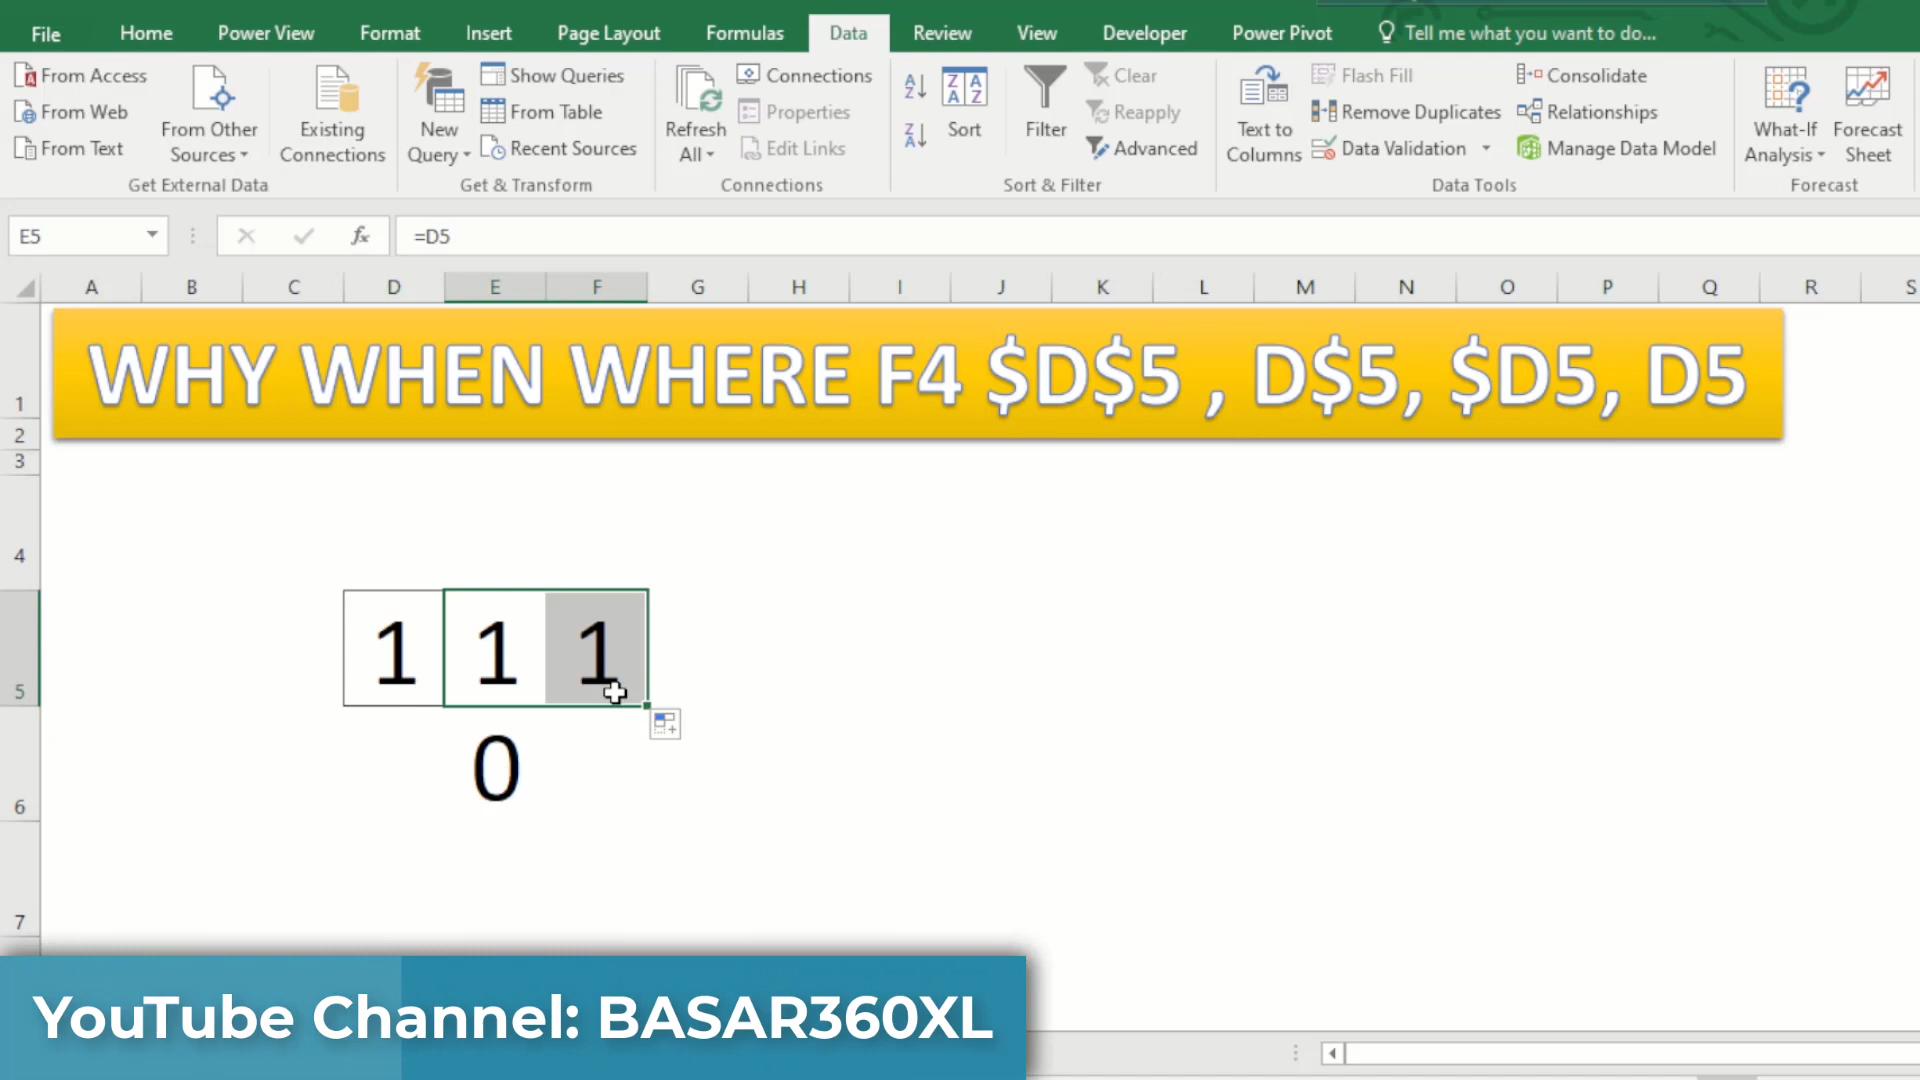 File Home Power View Format Insert Page Layout Formulas Data Review View Developer Power Pivot Tell me what you want to do...
From Access
From Web
From Text
From Other Sources
Existing Connections
Get External Data
New Query
Show Queries
From Table
Recent Sources
Get & Transform
Refresh All
Connections
Properties
Edit Links
Connections
Sort
Filter
Clear
Reapply
Advanced
Sort & Filter
Text to Columns
Flash Fill
Remove Duplicates
Data Validation
Consolidate
Relationships
Manage Data Model
Data Tools
What-If Analysis
Forecast Sheet
Forecast
E5 fx =D5
A B C D E F G H I J K L M N O P Q R S
WHY WHEN WHERE F4 $D$5 , D$5, $D5, D5
1
2
3
4
5 1 1 1
6 0
7
YouTube Channel: BASAR360XL